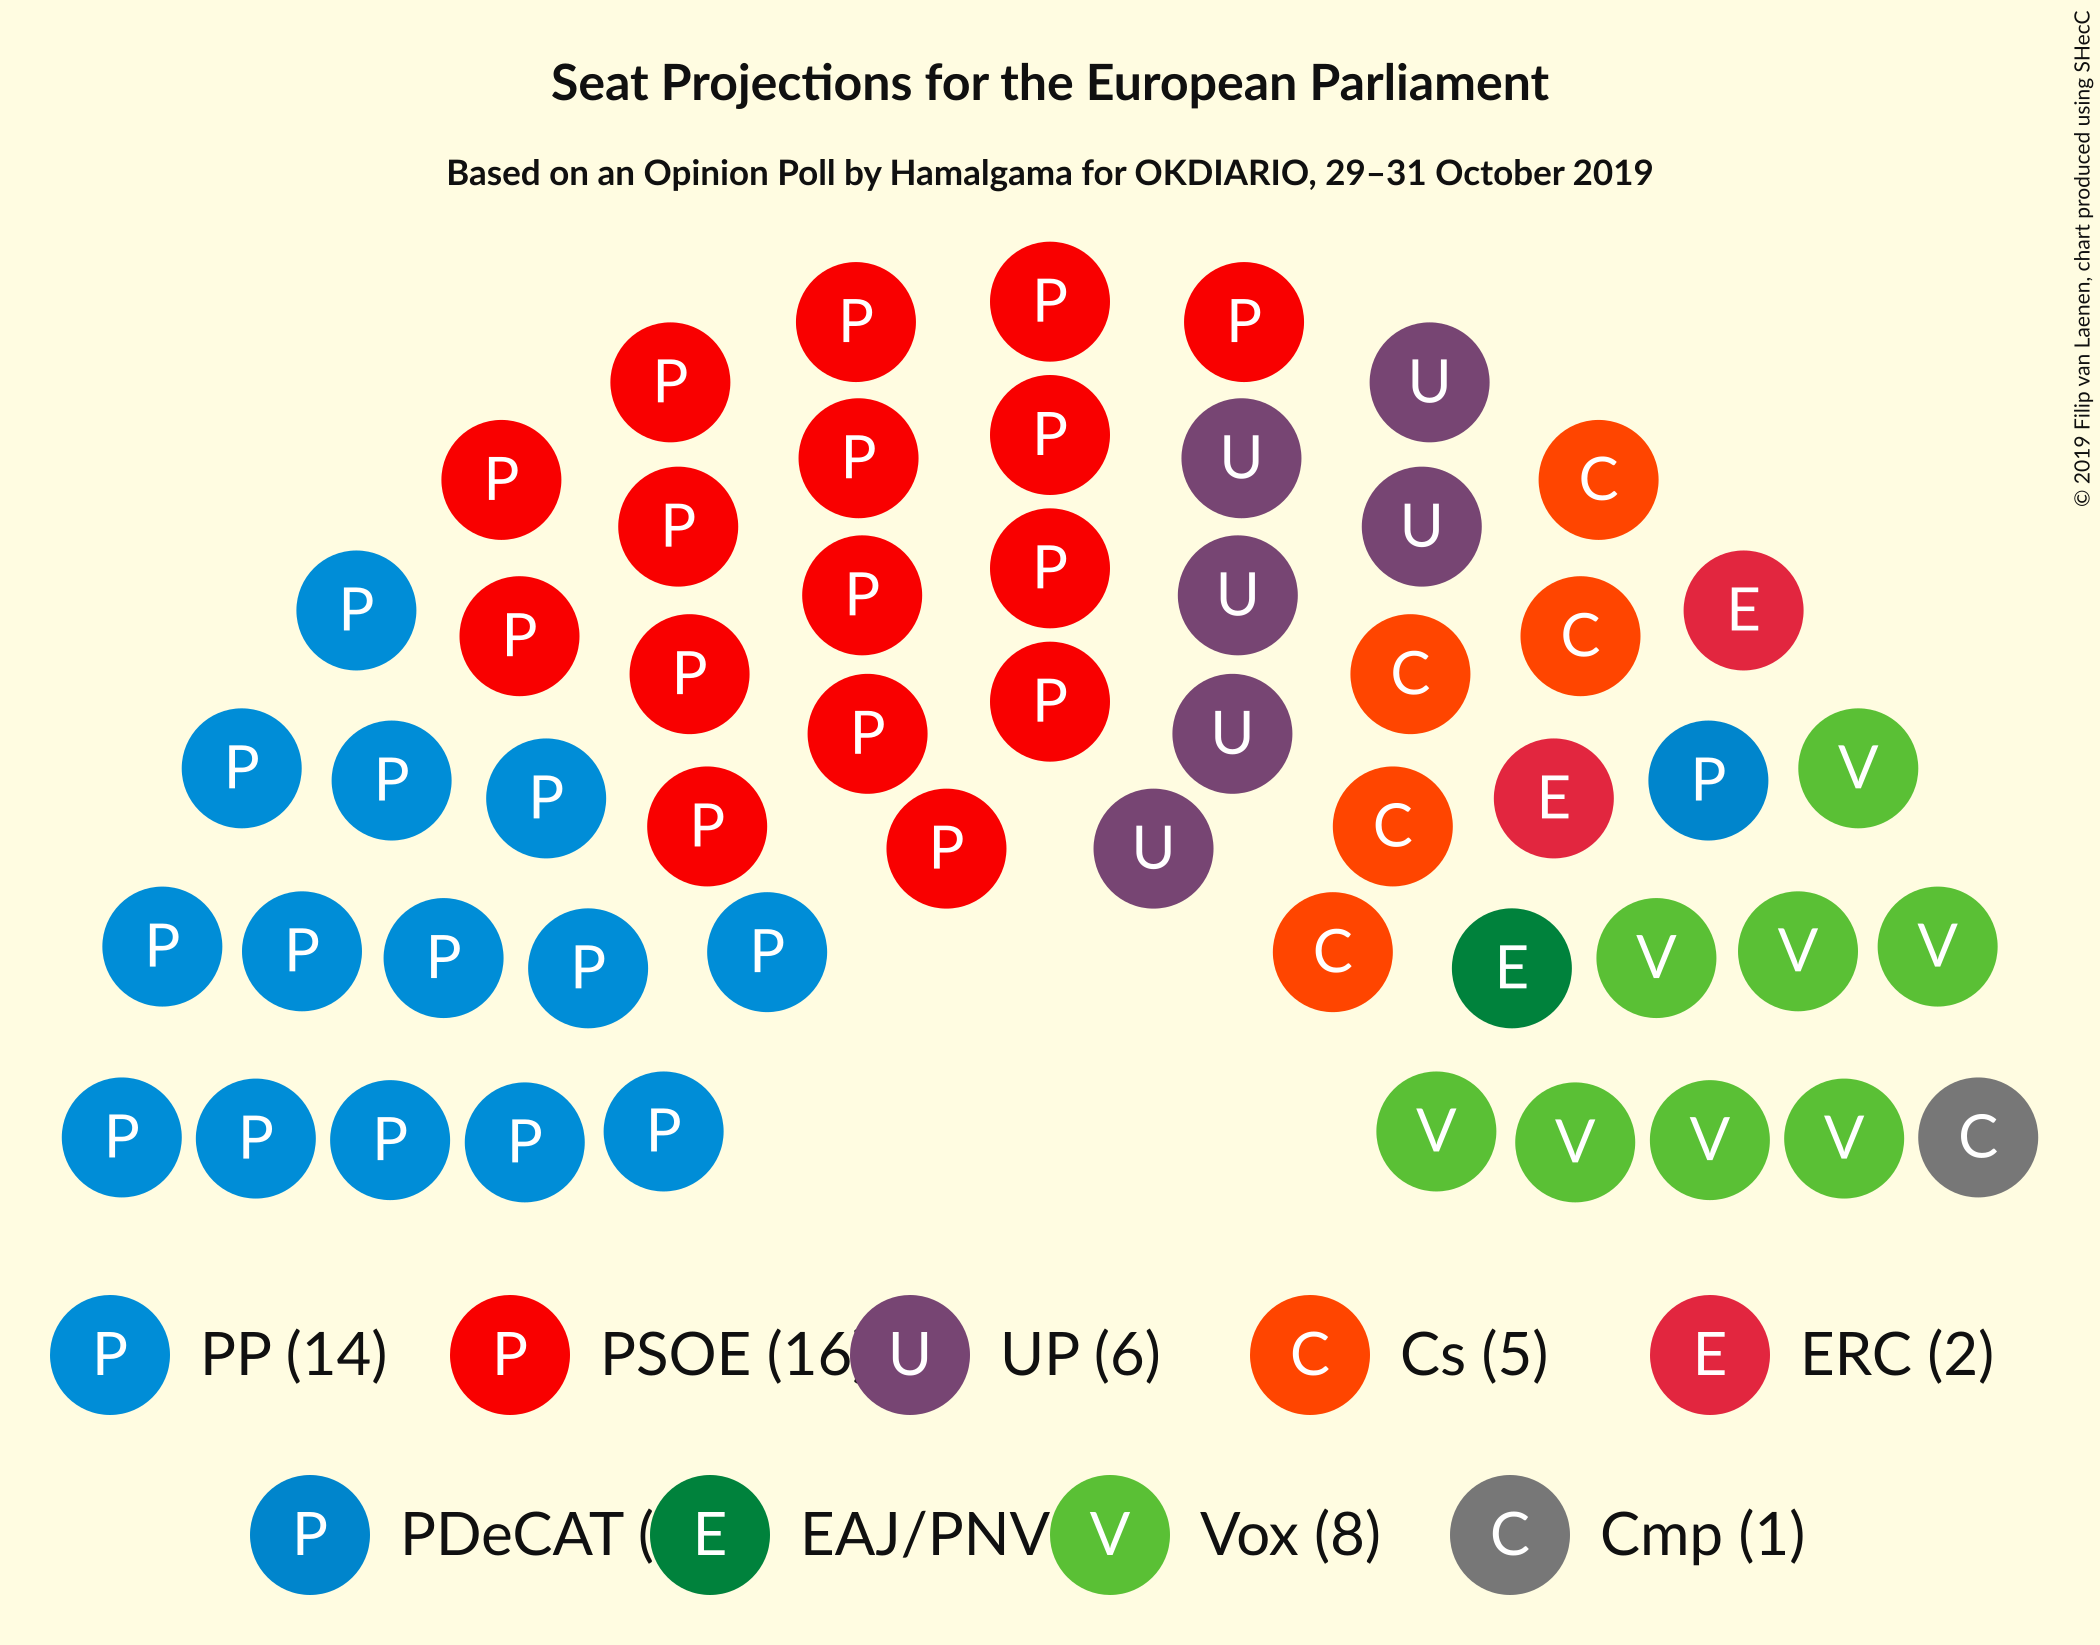 Seat Projections for the European Parliament
Based on an Opinion Poll by Hamalgama for OKDIARIO, 29–31 October 2019
© 2019 Filip van Laenen, chart produced using SHecC
P
P P
P P U
P P P U U
P C
P P U
P U
P E
P C
P C
P P
P U
V
P P
P E
P
P C
P U
P P
C E V V V
P P P P
P P P P P
V V V V C
P PP (14) P PSOE (16 U UP (6) C Cs (5) E ERC (2)
P PDeCAT ( E EAJ/PNV V Vox (8) C Cmp (1)